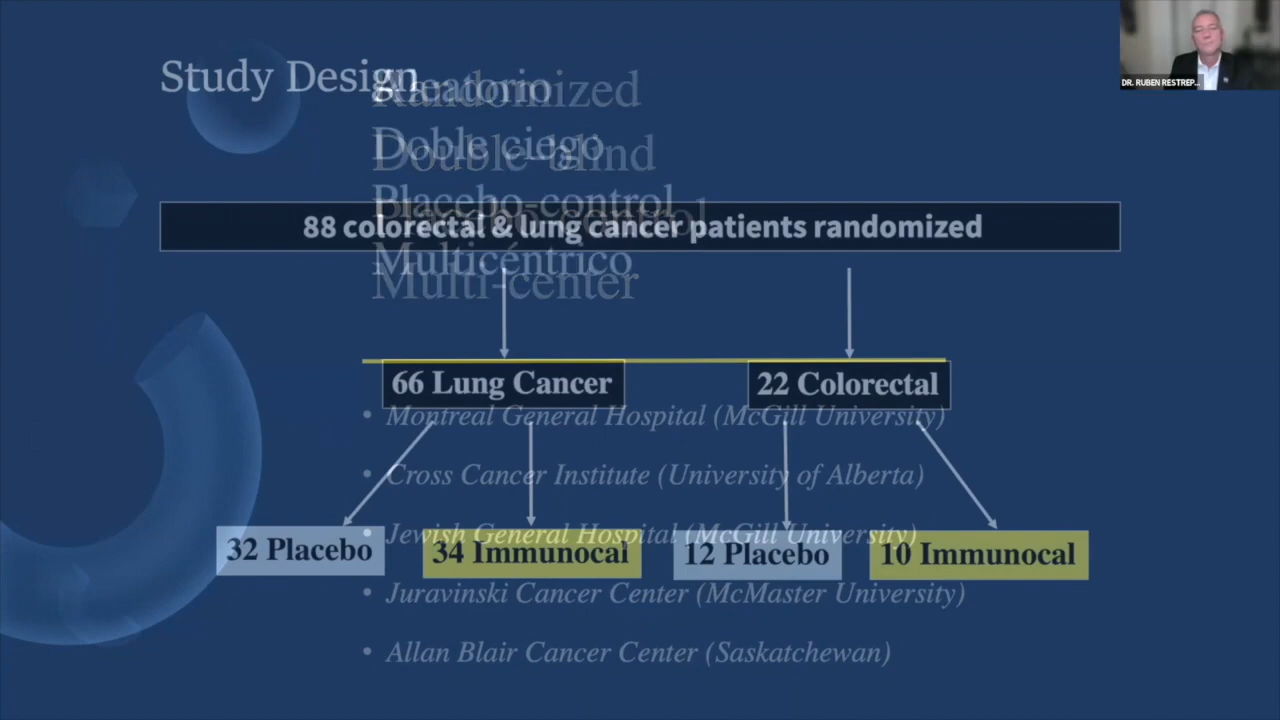 Study Design
Aleatorio
Randomized
Doble ciego
Double-blind
Placebo-control
Placebo-control
88 colorectal & lung cancer patients randomized
Multicéntrico
Multi-center
66 Lung Cancer
22 Colorectal
• Montreal General Hospital (McGill University)
• Cross Cancer Institute (University of Alberta)
• Jewish General Hospital (McGill University)
32 Placebo
34 Immunocal
12 Placebo
10 Immunocal
• Juravinski Cancer Center (McMaster University)
• Allan Blair Cancer Center (Saskatchewan)
DR. RUBEN RESTREP...